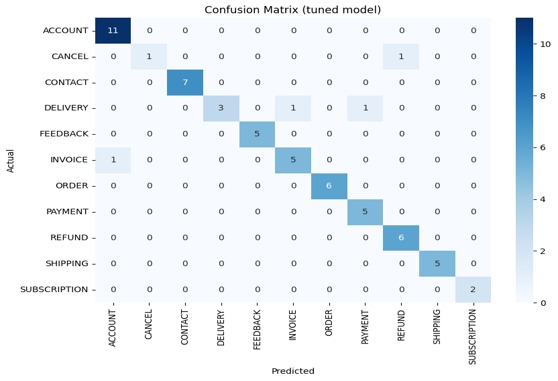 Confusion Matrix (tuned model)
ACCOUNT 11 0 0 0 0 0 0 0 0 0 0
CANCEL 0 1 0 0 0 0 0 0 1 0 0
CONTACT 0 0 7 0 0 0 0 0 0 0 0
DELIVERY 0 0 0 3 0 1 0 1 0 0 0
FEEDBACK 0 0 0 0 5 0 0 0 0 0 0
INVOICE 1 0 0 0 0 5 0 0 0 0 0
ORDER 0 0 0 0 0 0 6 0 0 0 0
PAYMENT 0 0 0 0 0 0 0 5 0 0 0
REFUND 0 0 0 0 0 0 0 0 6 0 0
SHIPPING 0 0 0 0 0 0 0 0 0 5 0
SUBSCRIPTION 0 0 0 0 0 0 0 0 0 0 2
ACCOUNT CANCEL CONTACT DELIVERY FEEDBACK INVOICE ORDER PAYMENT REFUND SHIPPING SUBSCRIPTION
Predicted
Actual
10
8
6
4
2
0